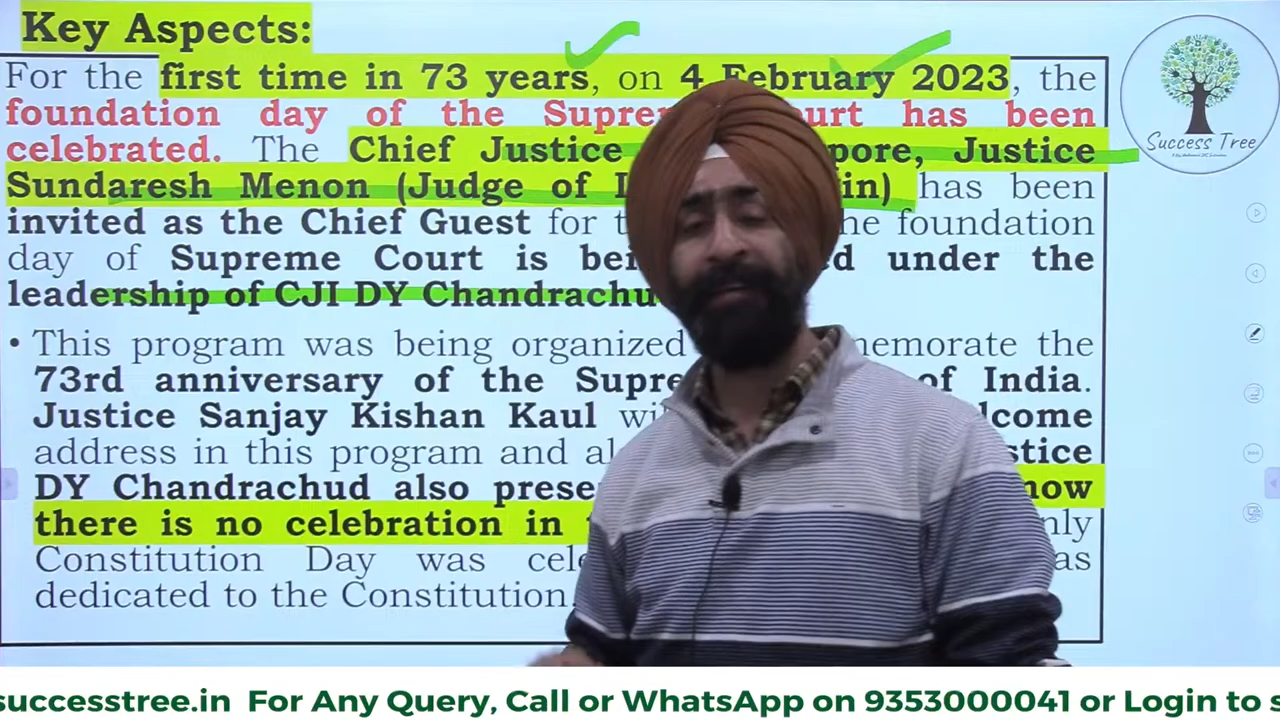 Key Aspects:
For the first time in 73 years, on 4 February 2023, the
foundation day of the Supreme Court has been
celebrated. The Chief Justice pore, Justice
Sundaresh Menon (Judge of in) has been
invited as the Chief Guest for the foundation
day of Supreme Court is under the
leadership of CJI DY Chandrachu
• This program was being organized memorate the
73rd anniversary of the Supre of India.
Justice Sanjay Kishan Kaul lcome
address in this program and al stice
DY Chandrachud also prese now
there is no celebration in nly
Constitution Day was cele as
dedicated to the Constitution.
Success Tree
successtree.in For Any Query, Call or WhatsApp on 9353000041 or Login to s